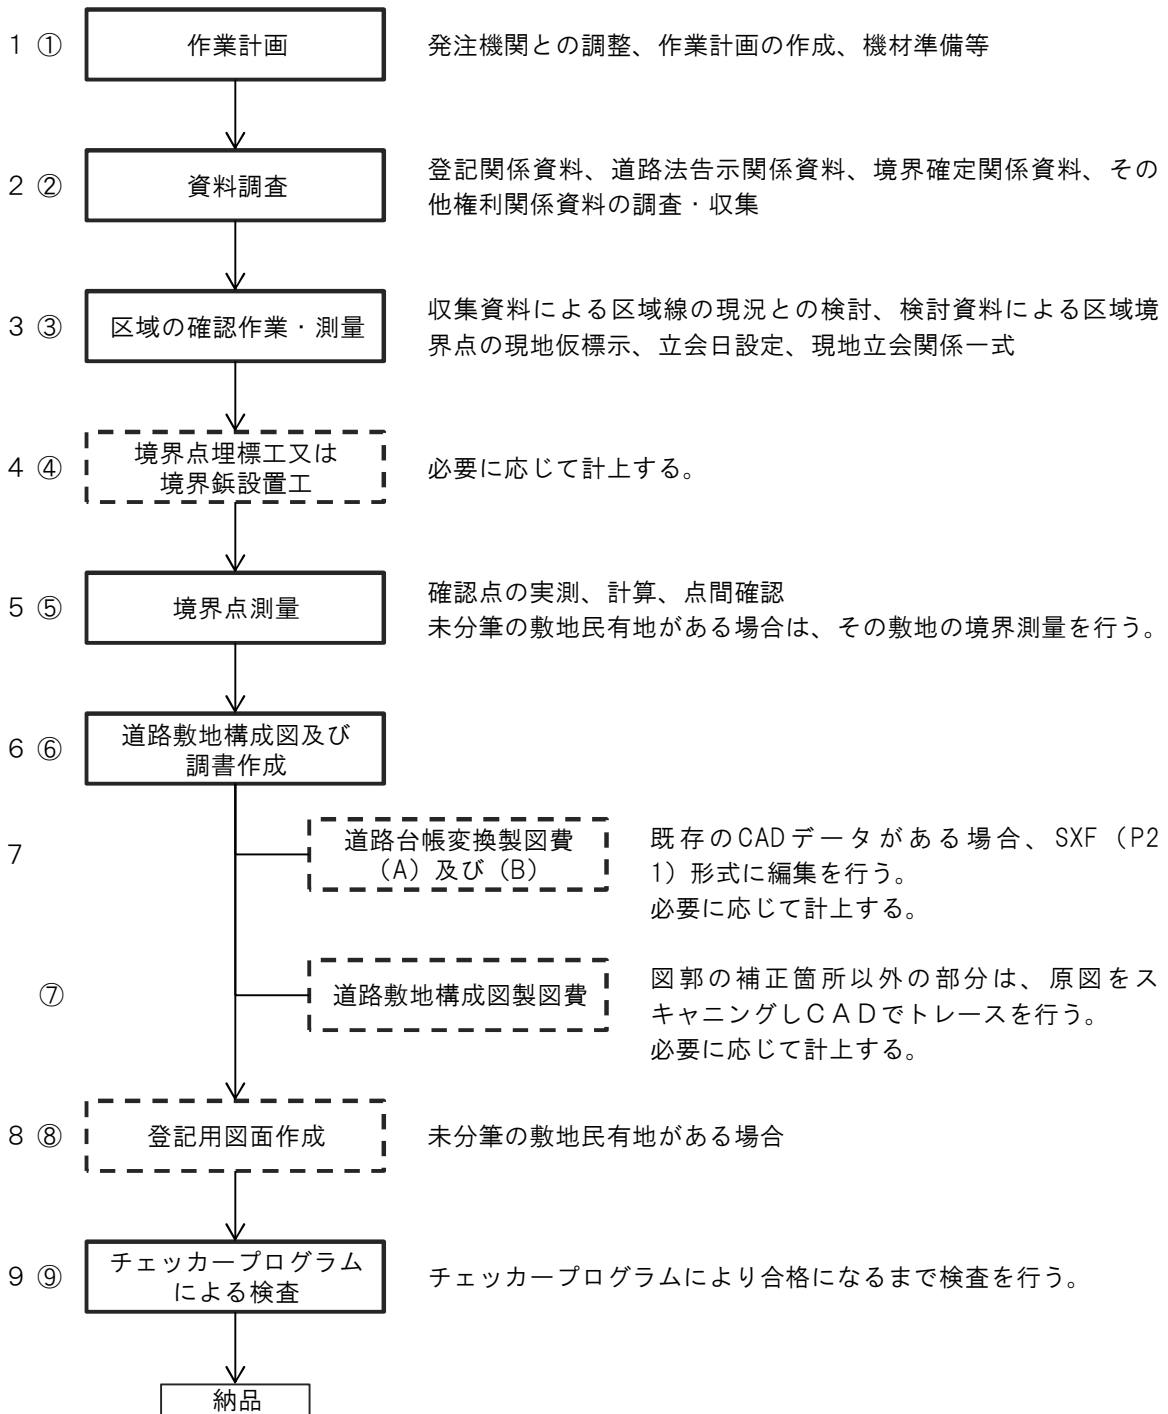 1 ① 作業計画 発注機関との調整、作業計画の作成、機材準備等
2 ② 資料調査 登記関係資料、道路法告示関係資料、境界確定関係資料、その
他権利関係資料の調査・収集
3 ③ 区域の確認作業・測量 収集資料による区域線の現況との検討、検討資料による区域境
界点の現地仮標示、立会日設定、現地立会関係一式
4 ④ 境界点埋標工又は
境界鋲設置工
必要に応じて計上する。
5 ⑤ 境界点測量 確認点の実測、計算、点間確認
未分筆の敷地民有地がある場合は、その敷地の境界測量を行う。
6 ⑥ 道路敷地構成図及び
調書作成
7 道路台帳変換製図費
（A）及び（B）
既存のCADデータがある場合、SXF（P2
1）形式に編集を行う。
必要に応じて計上する。
⑦ 道路敷地構成図製図費 図郭の補正箇所以外の部分は、原図をス
キャニングしＣＡＤでトレースを行う。
必要に応じて計上する。
8 ⑧ 登記用図面作成 未分筆の敷地民有地がある場合
9 ⑨ チェッカープログラム
による検査
チェッカープログラムにより合格になるまで検査を行う。
納品